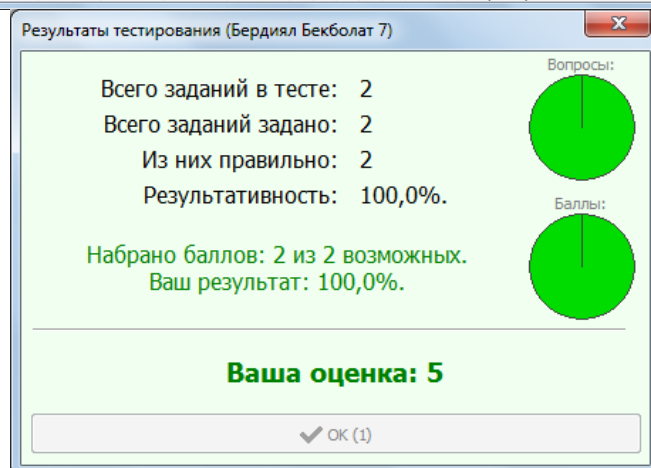 Результаты тестирования (Бердиял Бекболат 7)
Вопросы:
Всего заданий в тесте: 2
Всего заданий задано: 2
Из них правильно: 2
Результативность: 100,0%.
Баллы:
Набрано баллов: 2 из 2 возможных.
Ваш результат: 100,0%.
Ваша оценка: 5
OK (1)